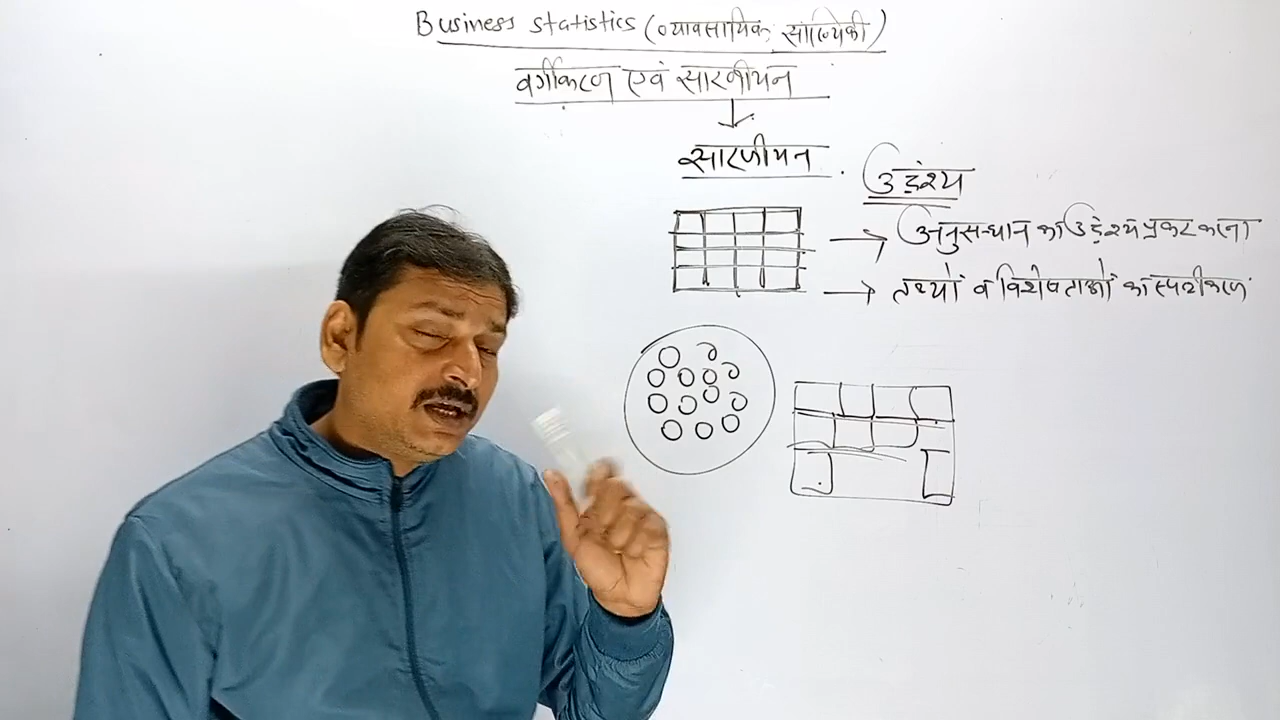 Business statistics (व्यावसायिक सांख्यिकी)
वर्गीकरण एवं सारणीयन
सारणीयन
उद्देश्य
→ अनुसन्धान का उद्देश्य प्रकट करना
→ तथ्यों व विशेषताओं का स्पष्टीकरण